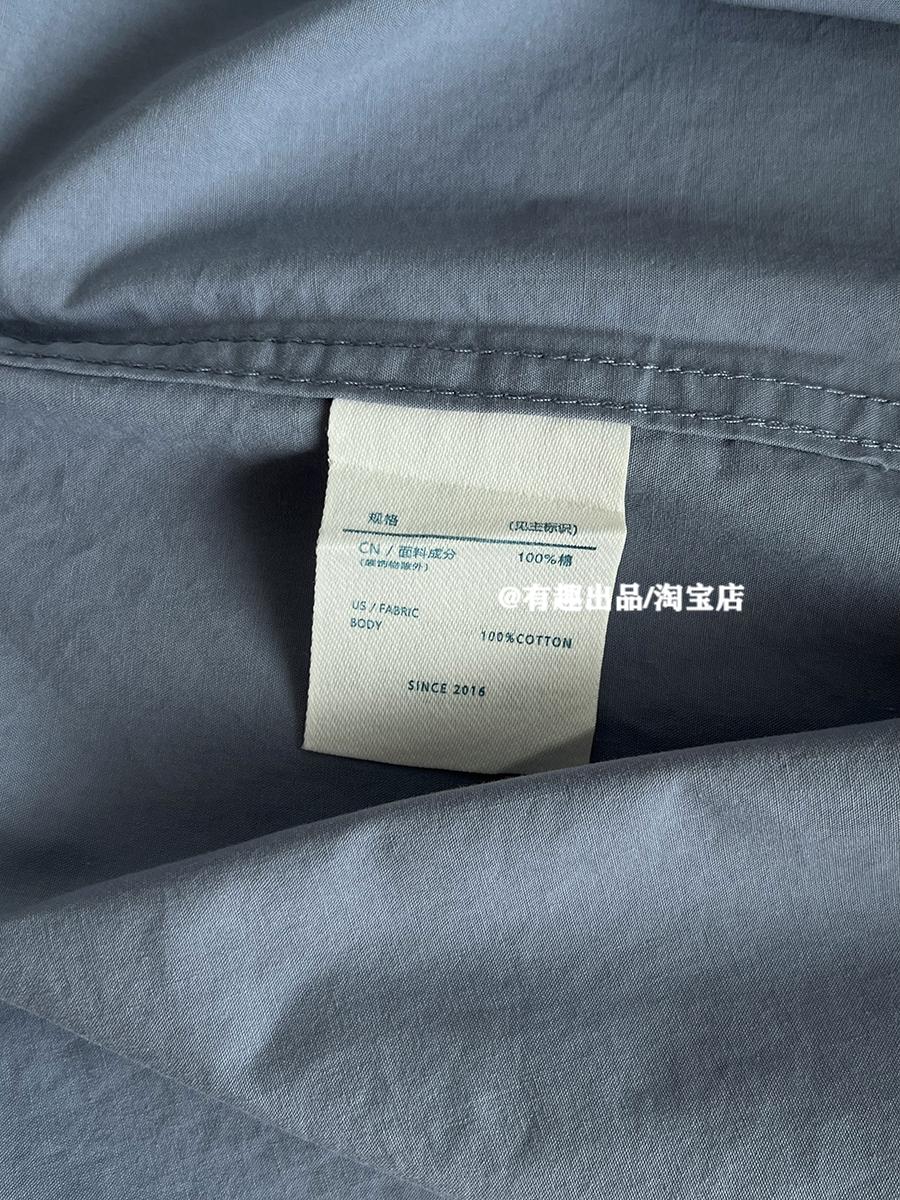 规格 (见主标识)
CN / 面料成分 100%棉
(装饰物除外)
@有趣出品/淘宝店
US / FABRIC
BODY 100%COTTON
SINCE 2016